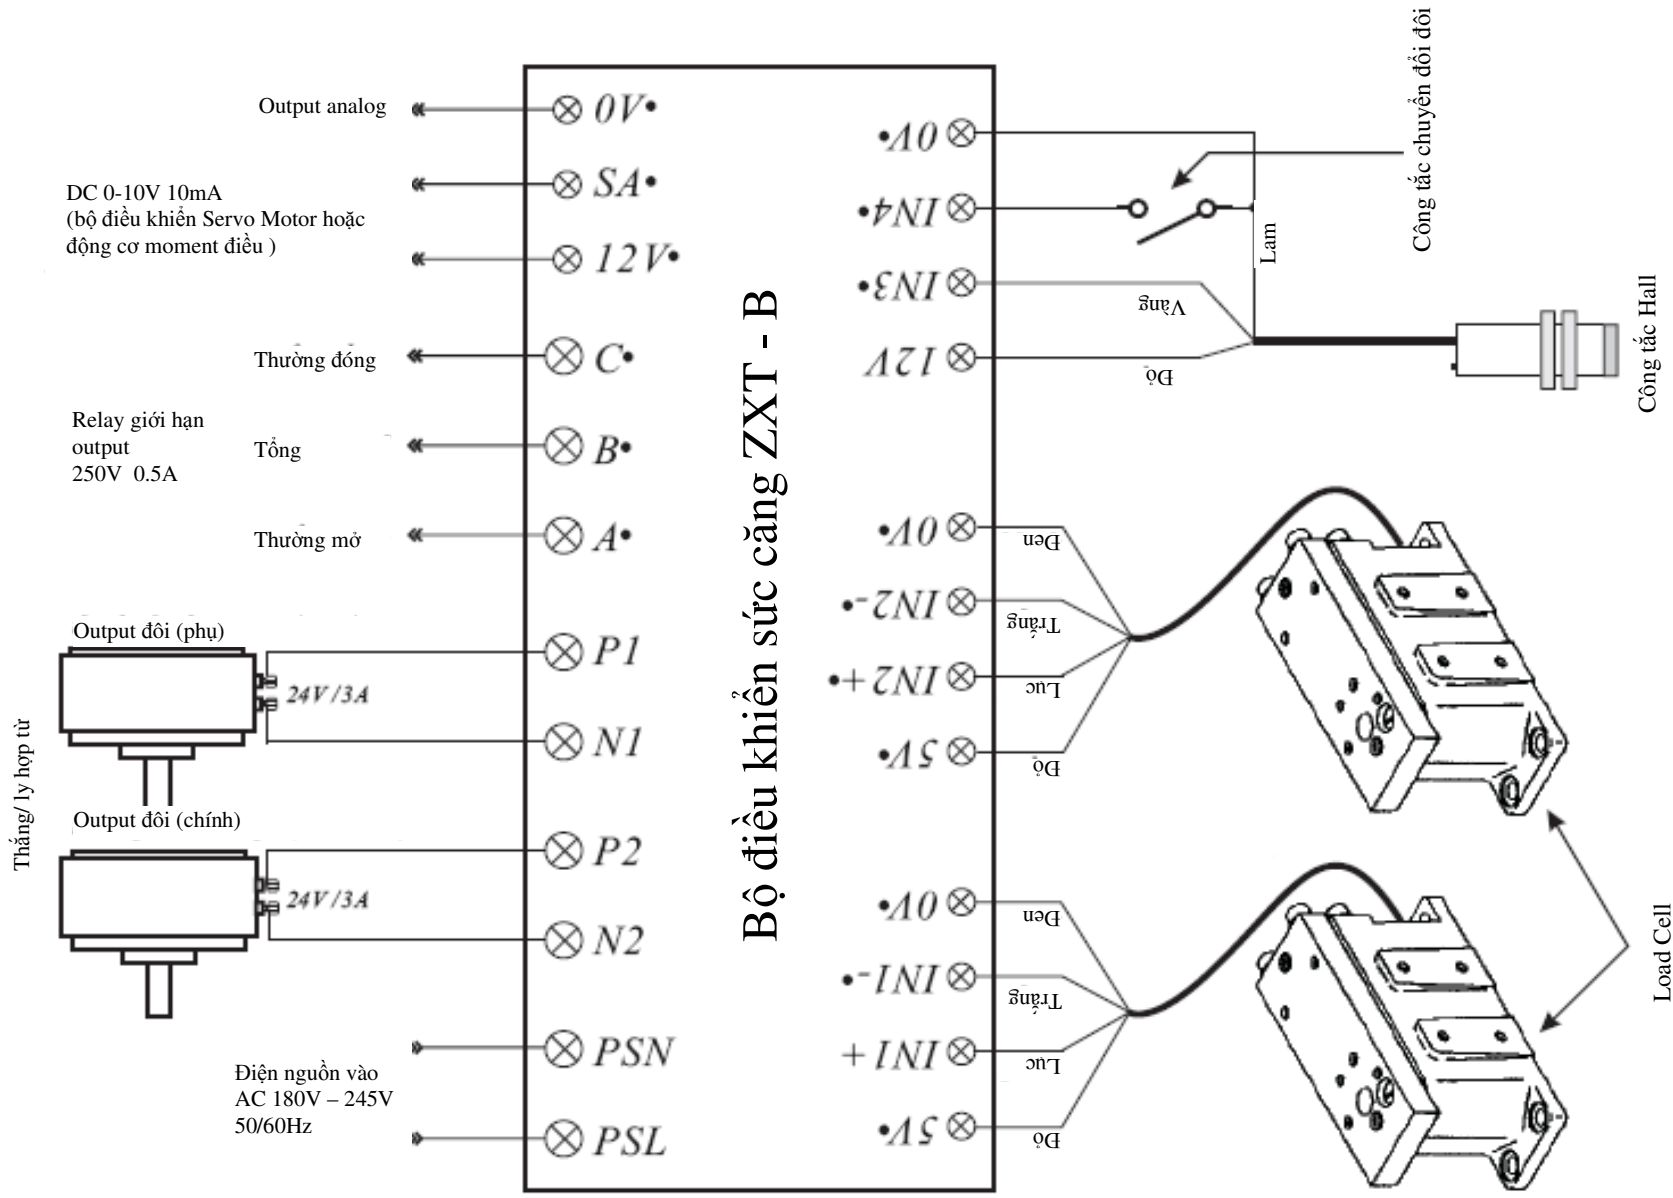 Output analog
DC 0-10V 10mA
(bộ điều khiển Servo Motor hoặc
động cơ moment điều )
Thường đóng
Relay giới hạn
output
250V 0.5A
Tổng
Thường mở
Output đôi (phụ)
24V/3A
Thắng/ ly hợp từ
Output đôi (chính)
24V/3A
Điện nguồn vào
AC 180V – 245V
50/60Hz
0V•
SA•
12V•
C•
B•
A•
P1
N1
P2
N2
PSN
PSL
Bộ điều khiển sức căng ZXT - B
0V•
IN4•
IN3•
12V
0V•
IN2-•
IN2+•
5V•
0V•
IN1-•
IN1+
5V•
Lam
Vàng
Đỏ
Đen
Trắng
Lục
Đỏ
Đen
Trắng
Lục
Đỏ
Công tắc chuyển đổi đôi
Công tắc Hall
Load Cell